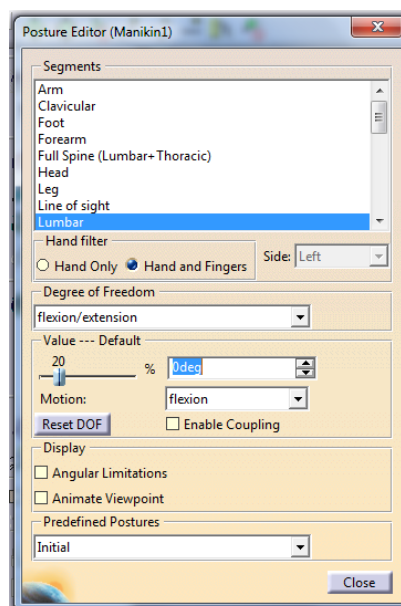 Posture Editor (Manikin1)
Segments
Arm
Clavicular
Foot
Forearm
Full Spine (Lumbar+Thoracic)
Head
Leg
Line of sight
Lumbar
Hand filter
Hand Only Hand and Fingers Side: Left
Degree of Freedom
flexion/extension
Value --- Default
20 % 0deg
Motion: flexion
Reset DOF Enable Coupling
Display
Angular Limitations
Animate Viewpoint
Predefined Postures
Initial
Close